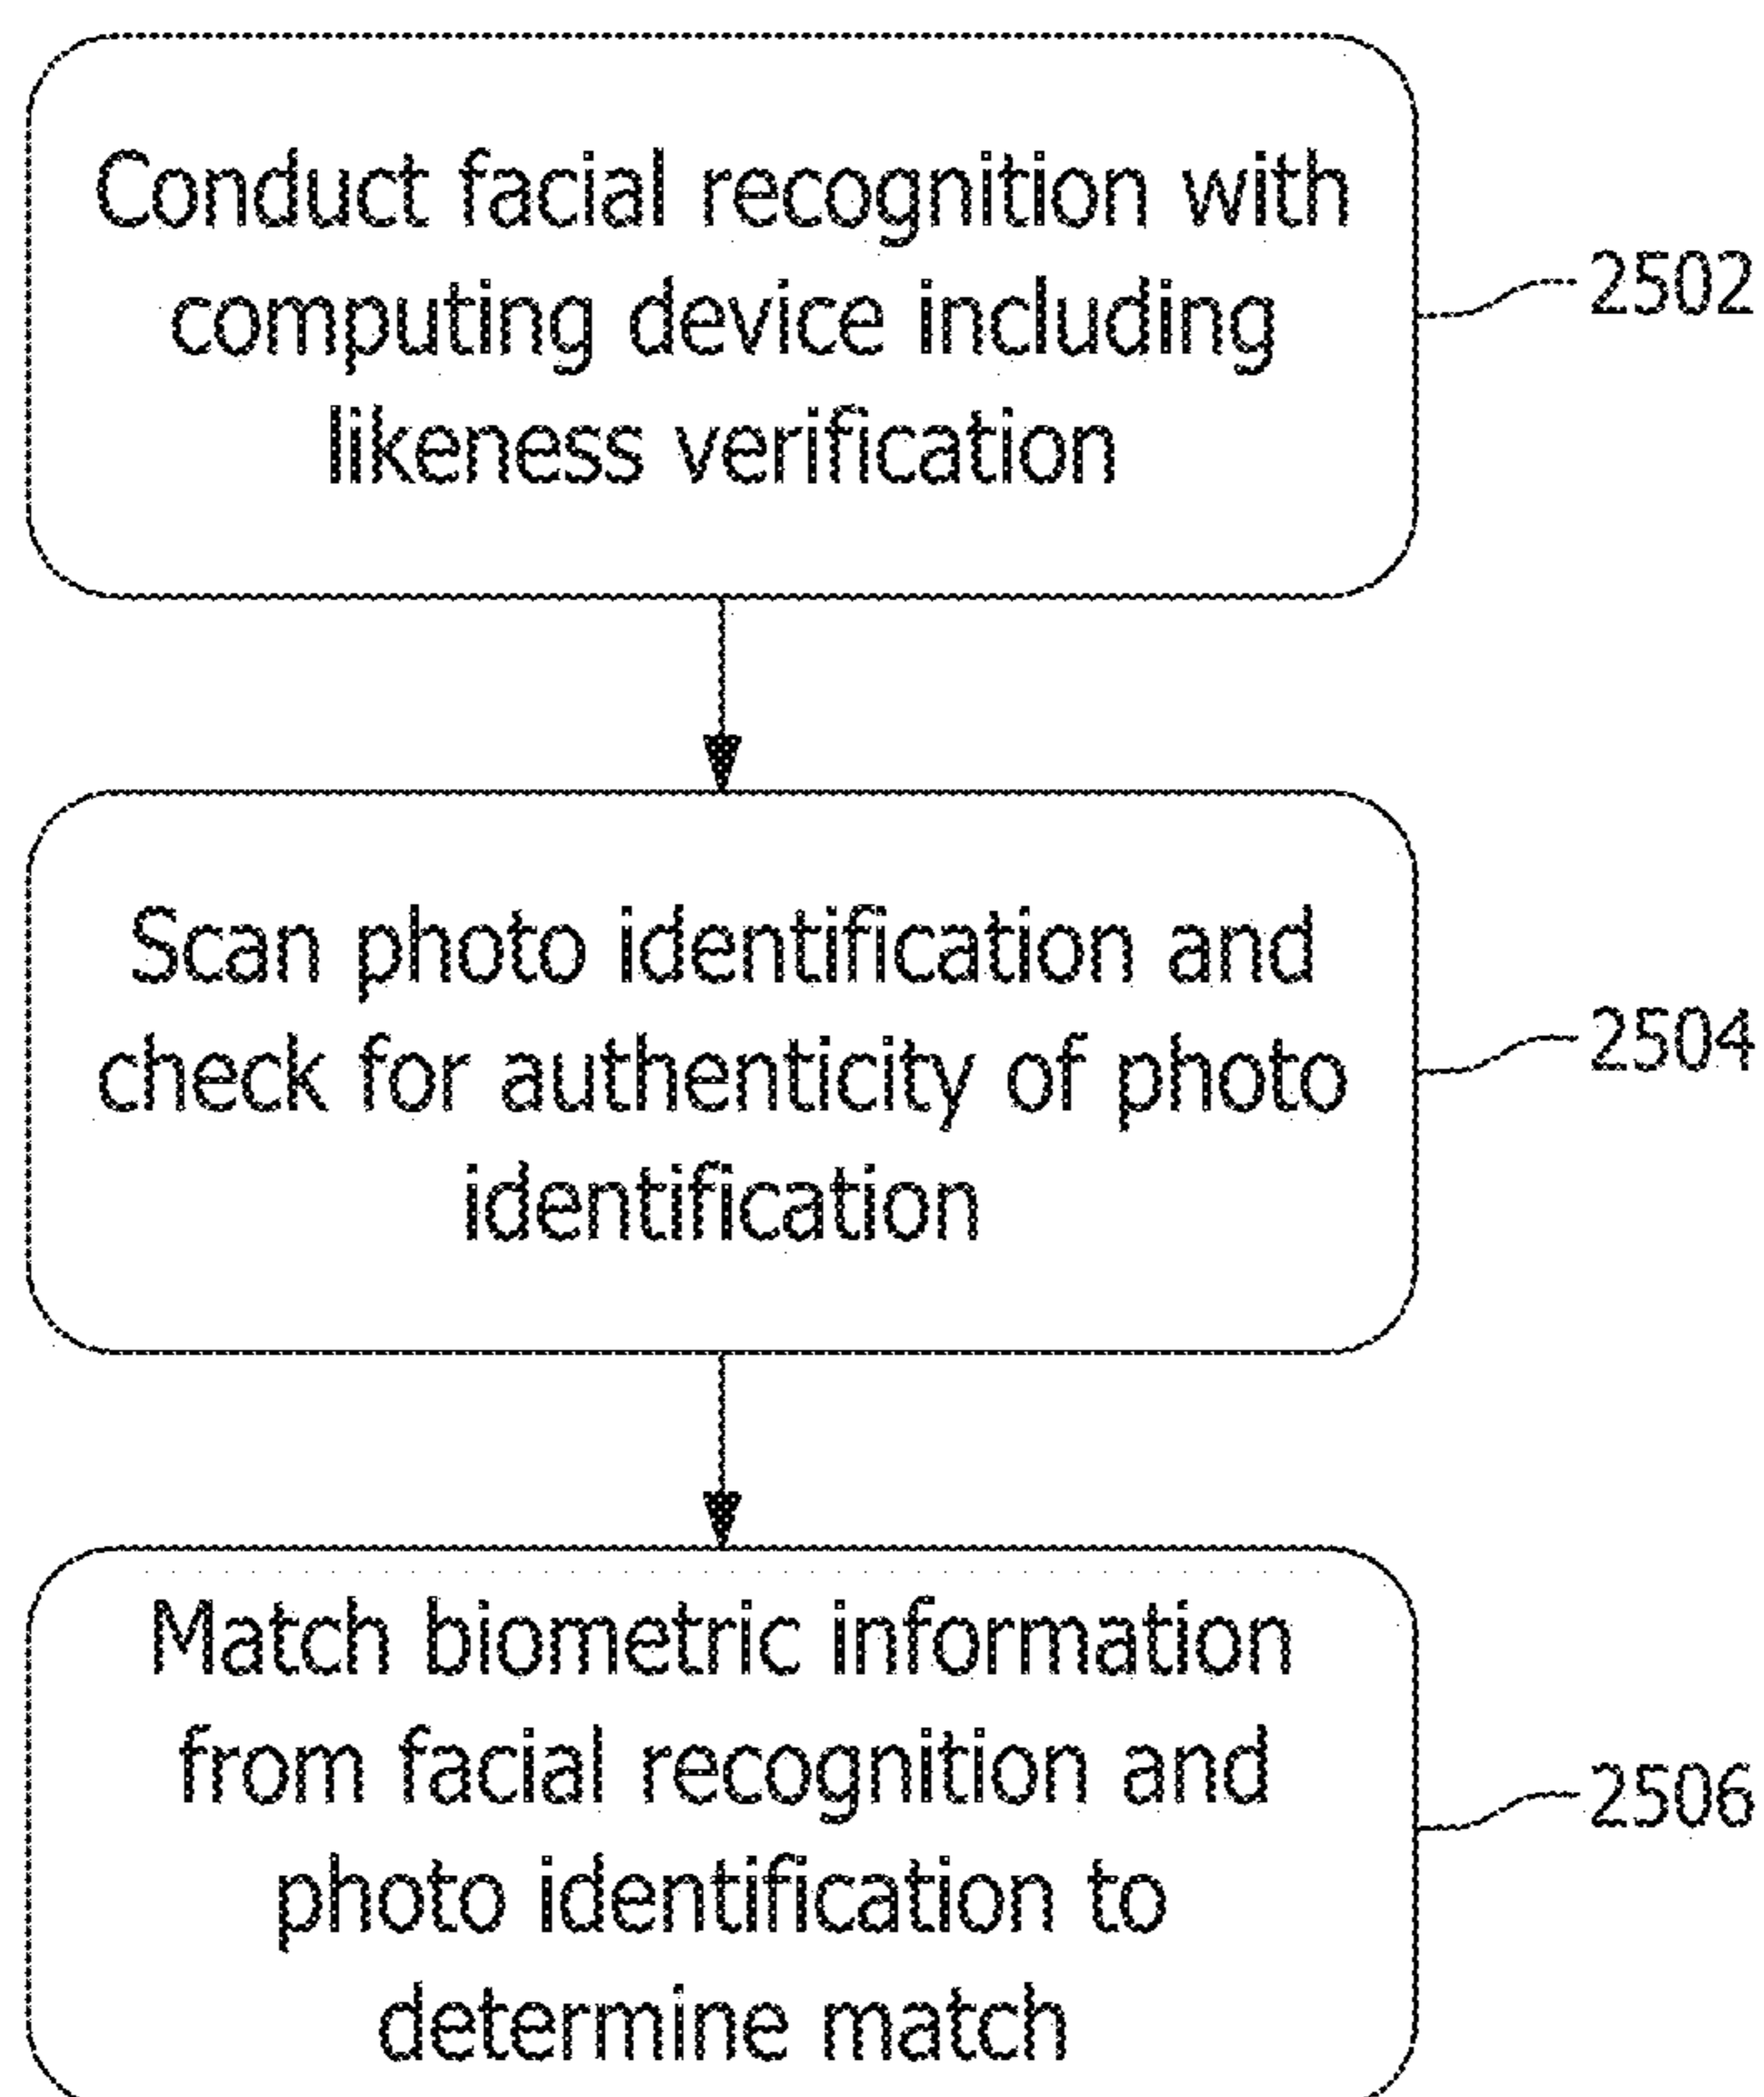 Conduct facial recognition with
computing device including
likeness verification
2502
Scan photo identification and
check for authenticity of photo
identification
2504
Match biometric information
from facial recognition and
photo identification to
determine match
2506